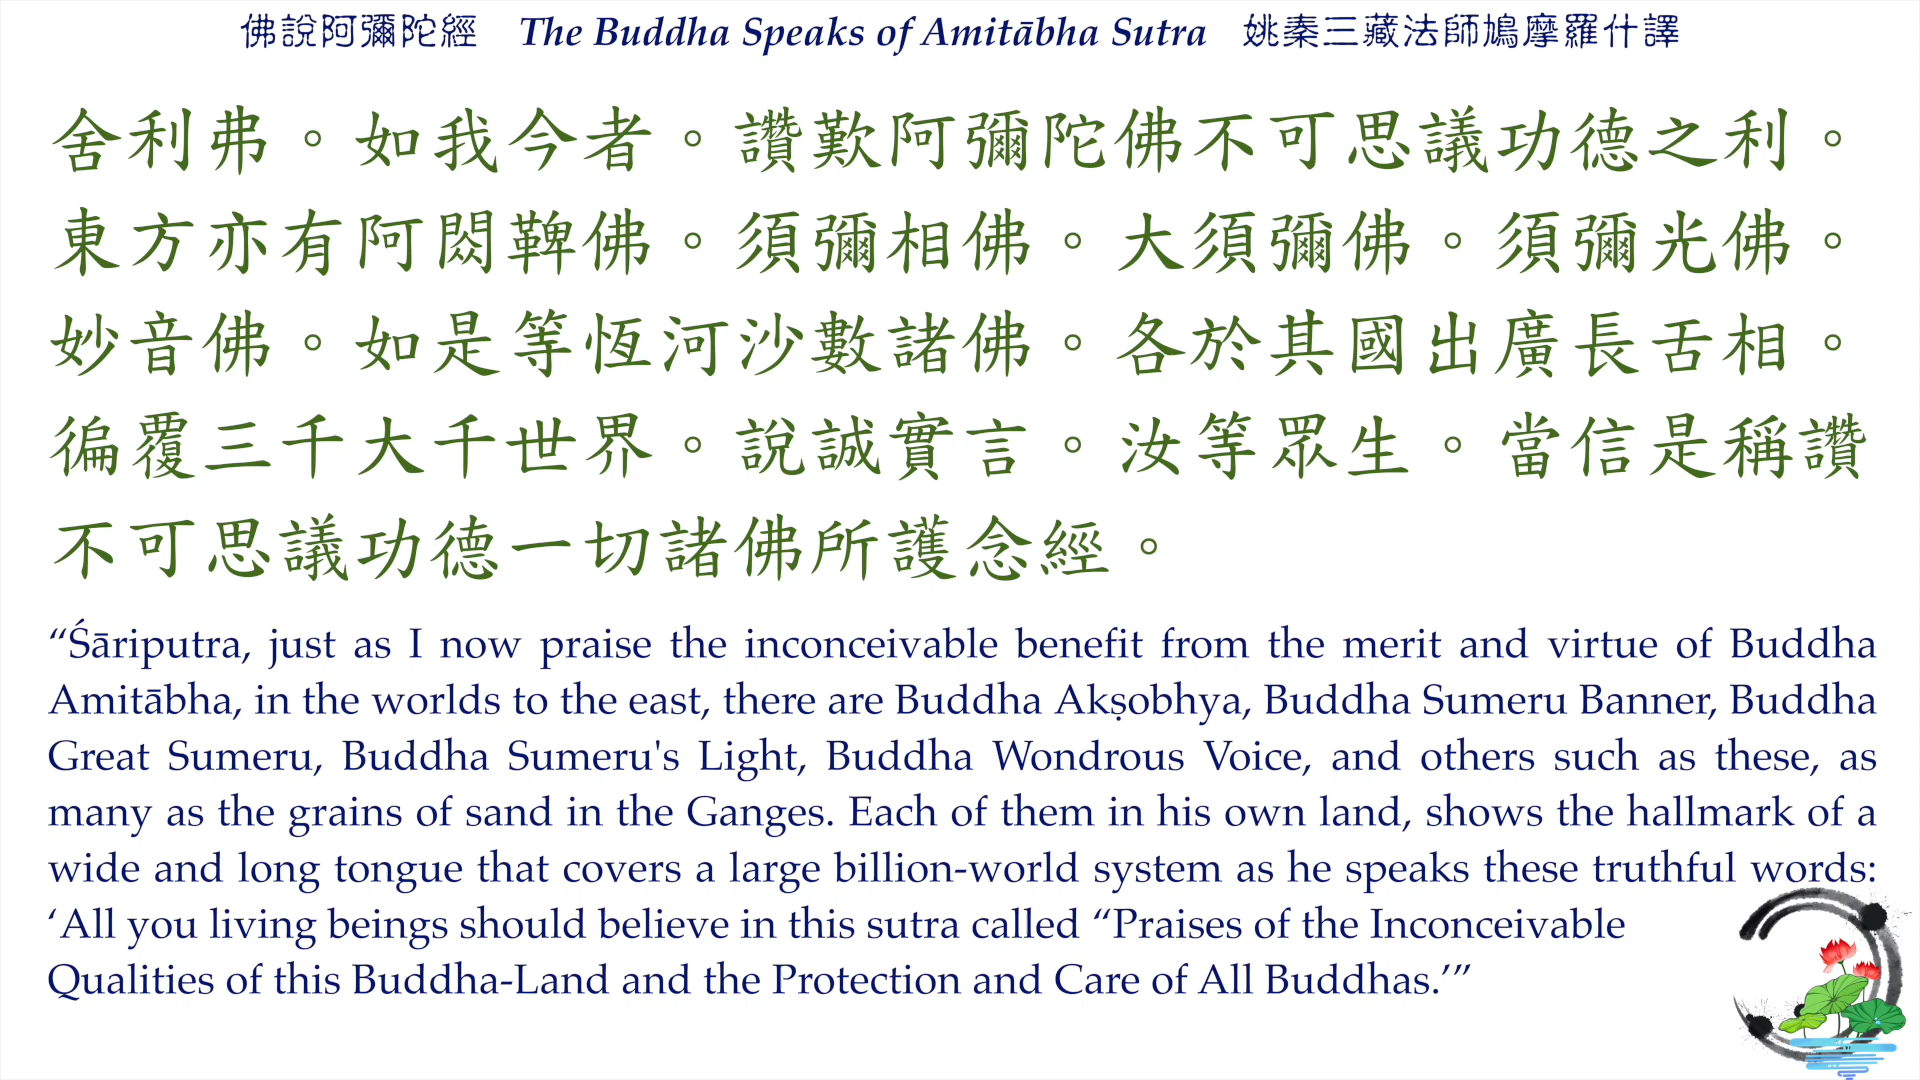 佛說阿彌陀經 The Buddha Speaks of Amitābha Sutra 姚秦三藏法師鳩摩羅什譯
舍利弗。如我今者。讚歎阿彌陀佛不可思議功德之利。
東方亦有阿閦鞞佛。須彌相佛。大須彌佛。須彌光佛。
妙音佛。如是等恆河沙數諸佛。各於其國出廣長舌相。
徧覆三千大千世界。說誠實言。汝等眾生。當信是稱讚
不可思議功德一切諸佛所護念經。
“Śāriputra, just as I now praise the inconceivable benefit from the merit and virtue of Buddha
Amitābha, in the worlds to the east, there are Buddha Akṣobhya, Buddha Sumeru Banner, Buddha
Great Sumeru, Buddha Sumeru's Light, Buddha Wondrous Voice, and others such as these, as
many as the grains of sand in the Ganges. Each of them in his own land, shows the hallmark of a
wide and long tongue that covers a large billion-world system as he speaks these truthful words:
‘All you living beings should believe in this sutra called “Praises of the Inconceivable
Qualities of this Buddha-Land and the Protection and Care of All Buddhas.’”